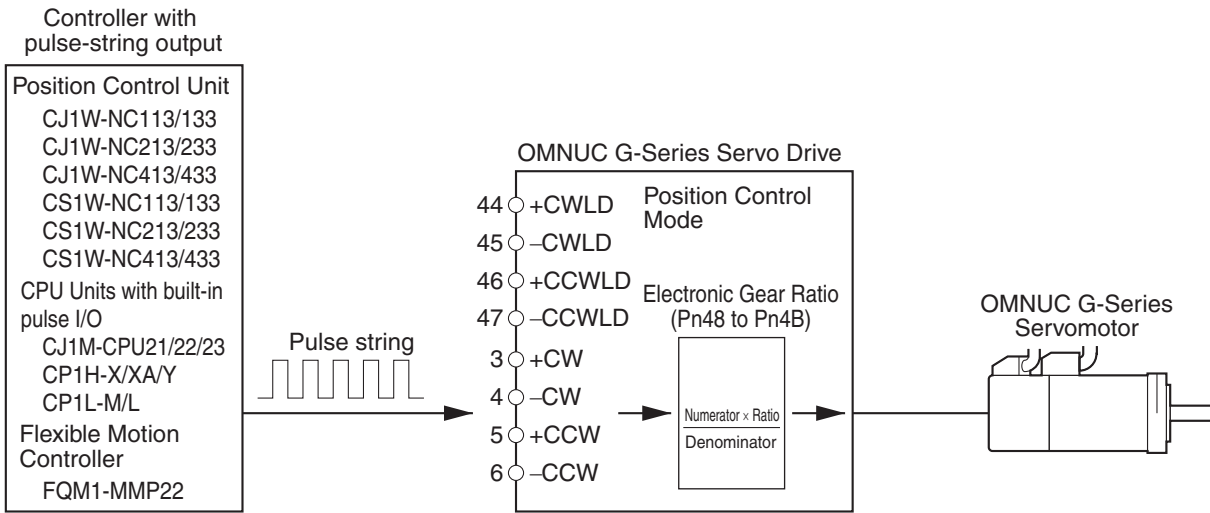 Controller with
pulse-string output
Position Control Unit
CJ1W-NC113/133
CJ1W-NC213/233
CJ1W-NC413/433
CS1W-NC113/133
CS1W-NC213/233
CS1W-NC413/433
CPU Units with built-in
pulse I/O
CJ1M-CPU21/22/23
CP1H-X/XA/Y
CP1L-M/L
Flexible Motion
Controller
FQM1-MMP22
Pulse string
OMNUC G-Series Servo Drive
44 +CWLD
45 –CWLD
46 +CCWLD
47 –CCWLD
3 +CW
4 –CW
5 +CCW
6 –CCW
Position Control
Mode
Electronic Gear Ratio
(Pn48 to Pn4B)
Numerator × Ratio
Denominator
OMNUC G-Series
Servomotor